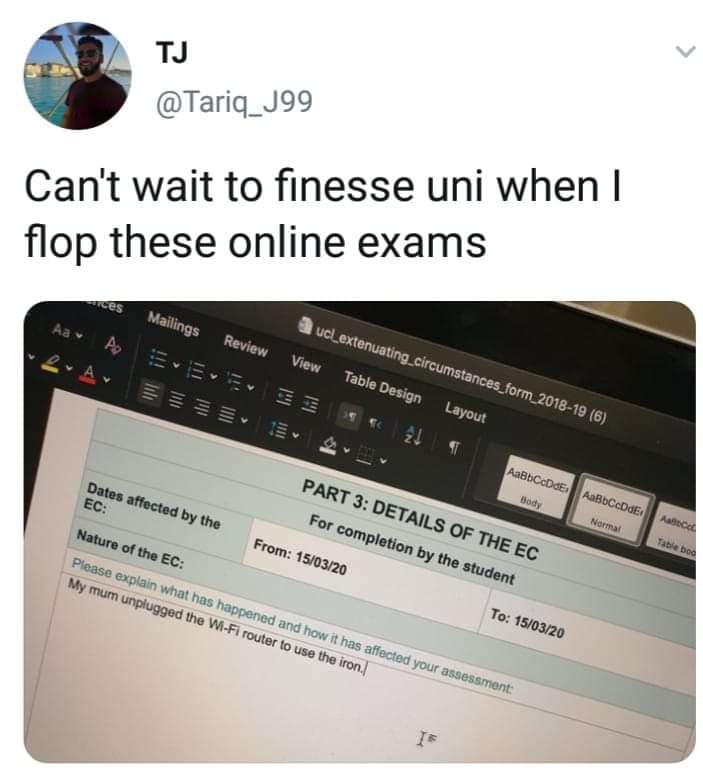 TJ
@Tariq_J99
Can't wait to finesse uni when I
flop these online exams
ucl_extenuating_circumstances_form_2018-19 (6)
Mailings Review View Table Design Layout
Aa
A
AaBbCcDdEe AaBbCcDdEe
Body Normal Table
PART 3: DETAILS OF THE EC
For completion by the student
Dates affected by the
EC:
From: 15/03/20 To: 15/03/20
Nature of the EC:
Please explain what has happened and how it has affected your assessment:
My mum unplugged the Wi-Fi router to use the iron.